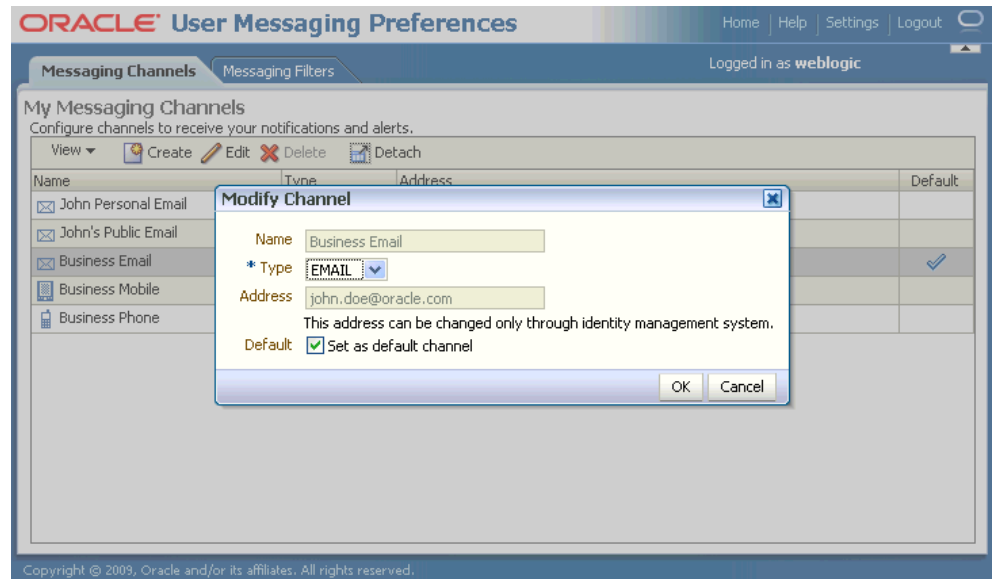 ORACLE User Messaging Preferences
Home | Help | Settings | Logout
Messaging Channels Messaging Filters
Logged in as weblogic
My Messaging Channels
Configure channels to receive your notifications and alerts.
View Create Edit Delete Detach
Name Type Address Default
John Personal Email
John's Public Email
Business Email
Business Mobile
Business Phone
Modify Channel
Name Business Email
* Type EMAIL
Address john.doe@oracle.com
This address can be changed only through identity management system.
Default Set as default channel
OK Cancel
Copyright © 2009, Oracle and/or its affiliates. All rights reserved.